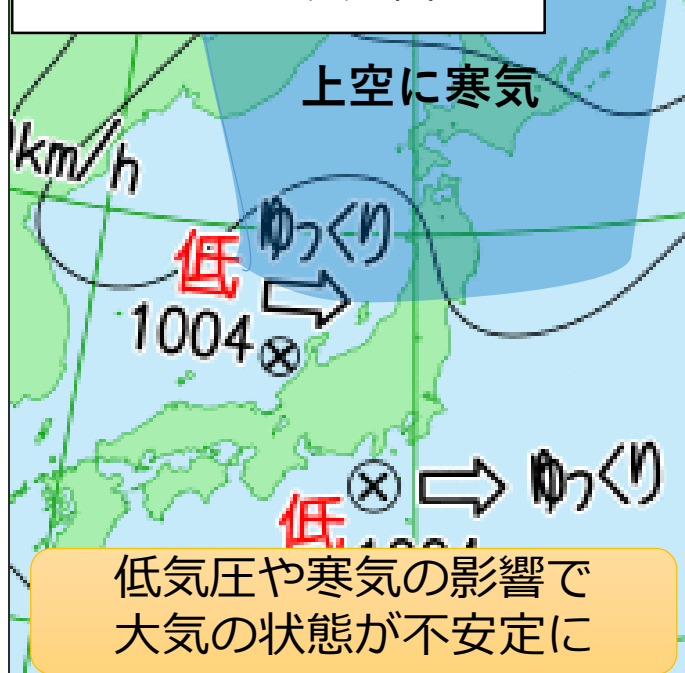 上空に寒気
km/h
ゆっくり
低
1004
ゆっくり
低
低気圧や寒気の影響で
大気の状態が不安定に